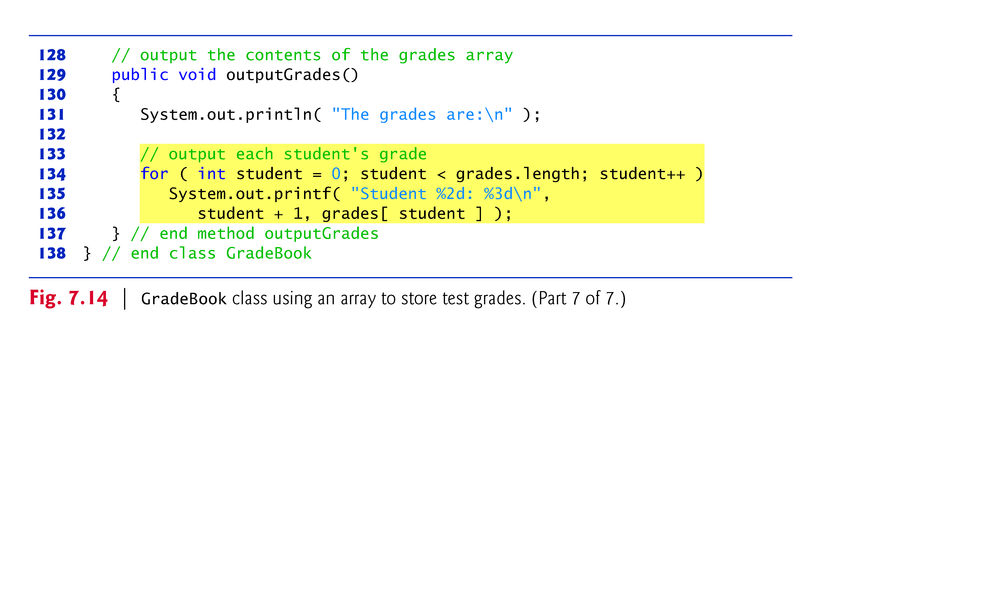 128 // output the contents of the grades array
129 public void outputGrades()
130 {
131 System.out.println( "The grades are:\n" );
132
133 // output each student's grade
134 for ( int student = 0; student < grades.length; student++ )
135 System.out.printf( "Student %2d: %3d\n",
136 student + 1, grades[ student ] );
137 } // end method outputGrades
138 } // end class GradeBook
Fig. 7.14 | GradeBook class using an array to store test grades. (Part 7 of 7.)